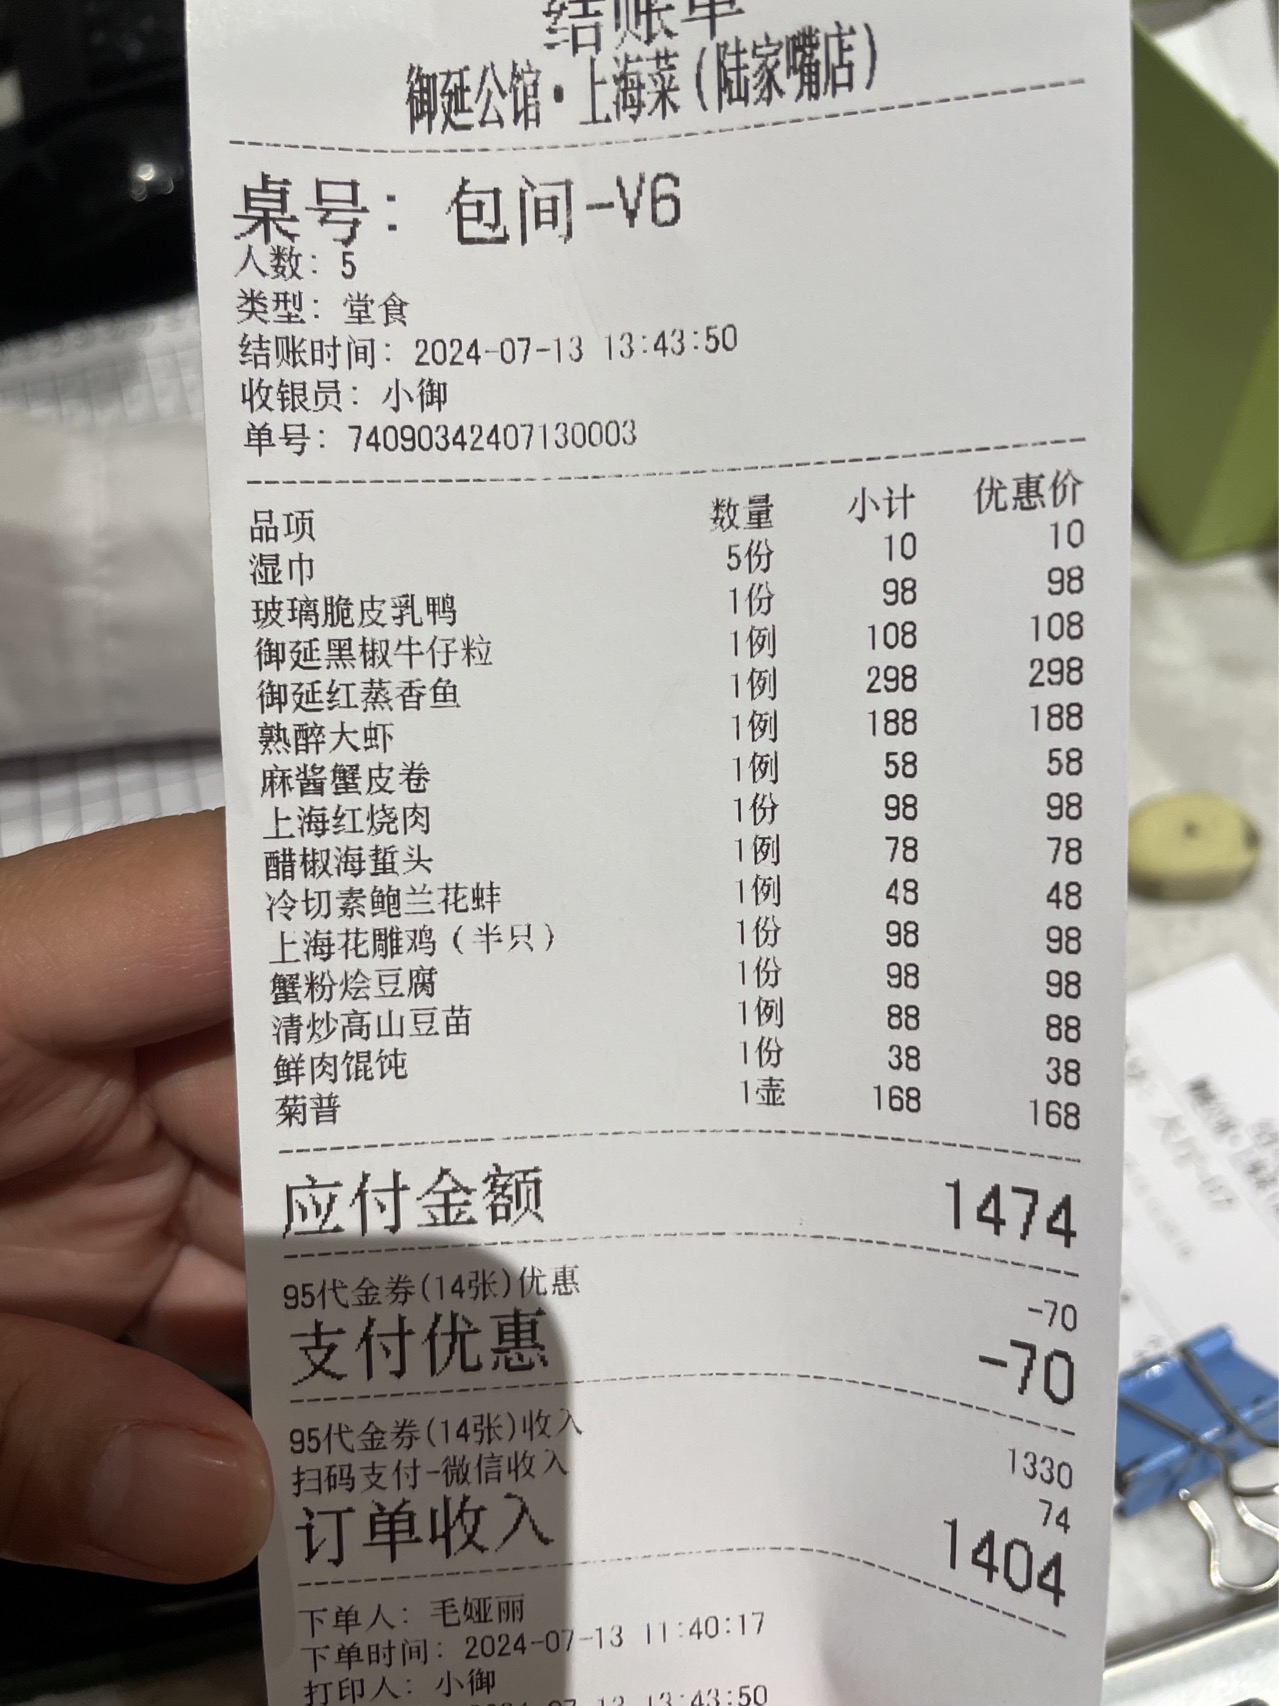 结账单
御延公馆·上海菜(陆家嘴店)
桌号: 包间-V6
人数: 5
类型: 堂食
结账时间: 2024-07-13 13:43:50
收银员: 小御
单号: 74090342407130003
品项 数量 小计 优惠价
湿巾 5份 10 10
玻璃脆皮乳鸭 1份 98 98
御延黑椒牛仔粒 1例 108 108
御延红蒸香鱼 1例 298 298
熟醉大虾 1例 188 188
麻酱蟹皮卷 1例 58 58
上海红烧肉 1份 98 98
醋椒海蜇头 1例 78 78
冷切素鲍兰花蚌 1例 48 48
上海花雕鸡(半只) 1份 98 98
蟹粉烩豆腐 1份 98 98
清炒高山豆苗 1例 88 88
鲜肉馄饨 1份 38 38
菊普 1壶 168 168
应付金额 1474
95代金券(14张)优惠 -70
支付优惠 -70
95代金券(14张)收入 1330
扫码支付-微信收入 74
订单收入 1404
下单人: 毛娅丽
下单时间: 2024-07-13 11:40:17
打印人: 小御
2024-07-13 13:43:50